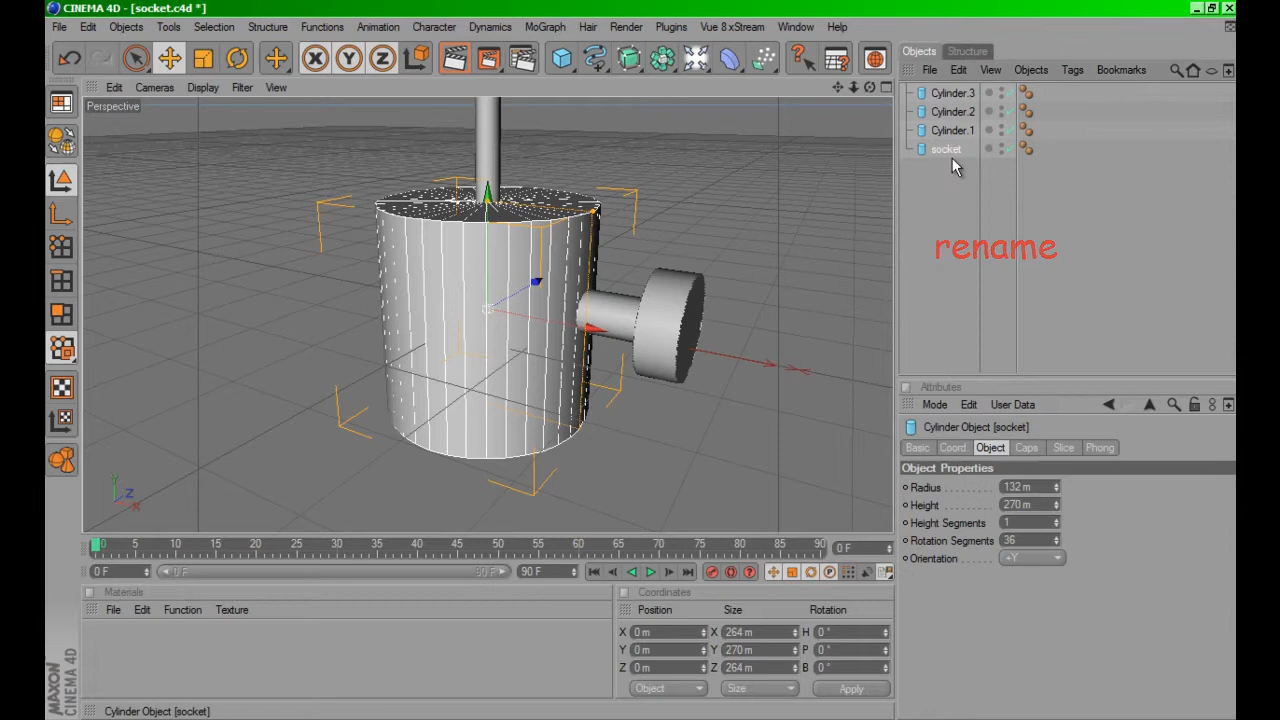 CINEMA 4D - [socket.c4d *]
File Edit Objects Tools Selection Structure Functions Animation Character Dynamics MoGraph Hair Render Plugins Vue 8 xStream Window Help
X Y Z
Objects Structure
File Edit View Objects Tags Bookmarks
Edit Cameras Display Filter View
Perspective
Cylinder.3
Cylinder.2
Cylinder.1
socket
rename
Y
Z
X
Attributes
Mode Edit User Data
Cylinder Object [socket]
Basic Coord Object Caps Slice Phong
Object Properties
Radius 132 m
Height 270 m
Height Segments 1
Rotation Segments 36
Orientation +Y
0 5 10 15 20 25 30 35 40 45 50 55 60 65 70 75 80 85 90 0 F
0 F 0 F 90 F 90 F
Materials
File Edit Function Texture
Coordinates
Position Size Rotation
X 0 m X 264 m H 0 °
Y 0 m Y 270 m P 0 °
Z 0 m Z 264 m B 0 °
Object Size Apply
MAXON
CINEMA 4D
Cylinder Object [socket]